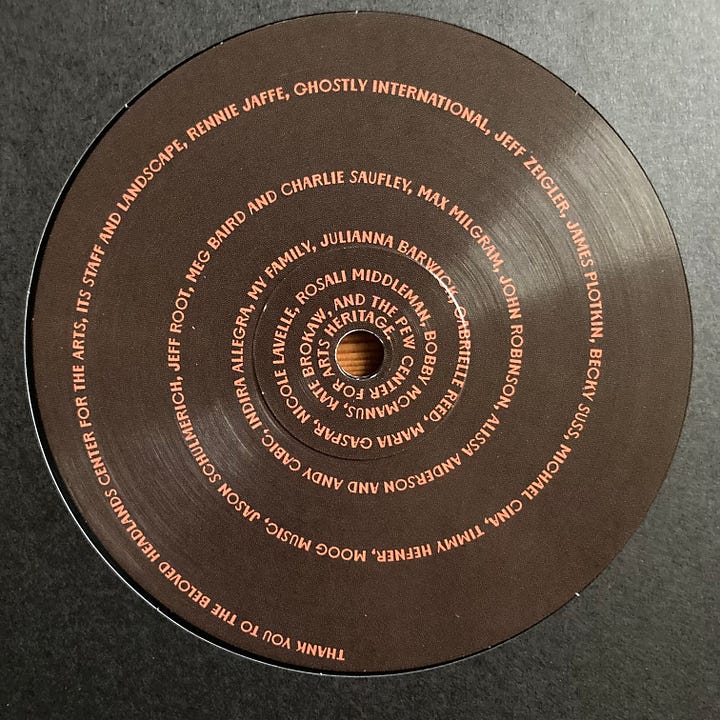 THANK YOU TO THE BELOVED HEADLANDS CENTER FOR THE ARTS, ITS STAFF AND LANDSCAPE, RENNIE JAFFE, GHOSTLY INTERNATIONAL, JEFF ZEIGLER, JAMES PLOTKIN, BECKY SUSS, MICHAEL CINA, TIMMY HEFNER, MOOG MUSIC, JASON SCHULMERICH, JEFF ROOT, MEG BAIRD AND CHARLIE SAUFLEY, MAX MILGRAM, JOHN ROBINSON, ALISSA ANDERSON AND ANDY CABIC, INDIRA ALLEGRA, MY FAMILY, JULIANNA BARWICK, GABRIELLE REED, MARIA GASPAR, NICOLE LAVELLE, ROSALI MIDDLEMAN, BOBBY MCMANUS, KATE BROKAW, AND THE PEW CENTER FOR ARTS HERITAGE.